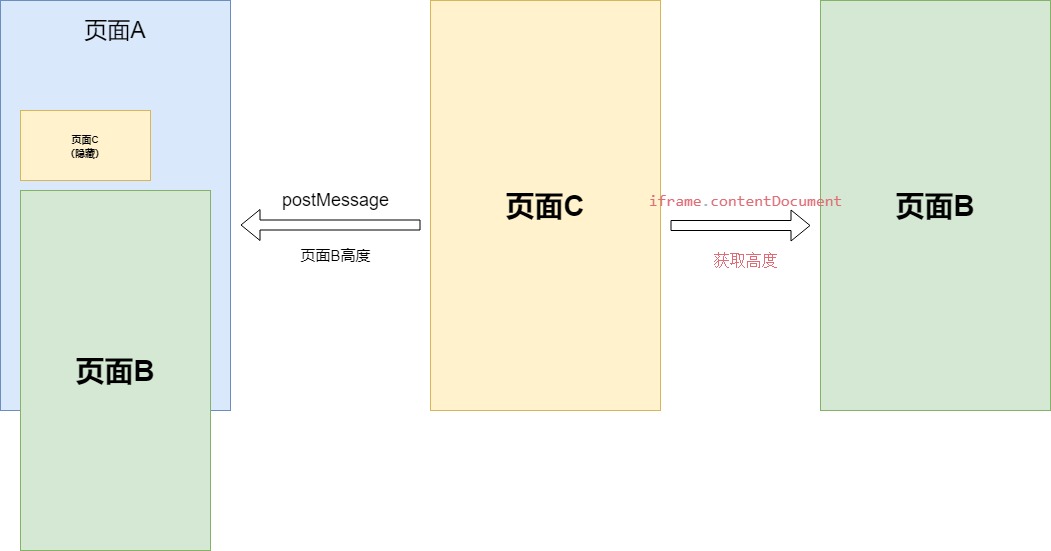 页面A
页面C
(隐藏)
页面B
postMessage
页面B高度
页面C
iframe.contentDocument
获取高度
页面B